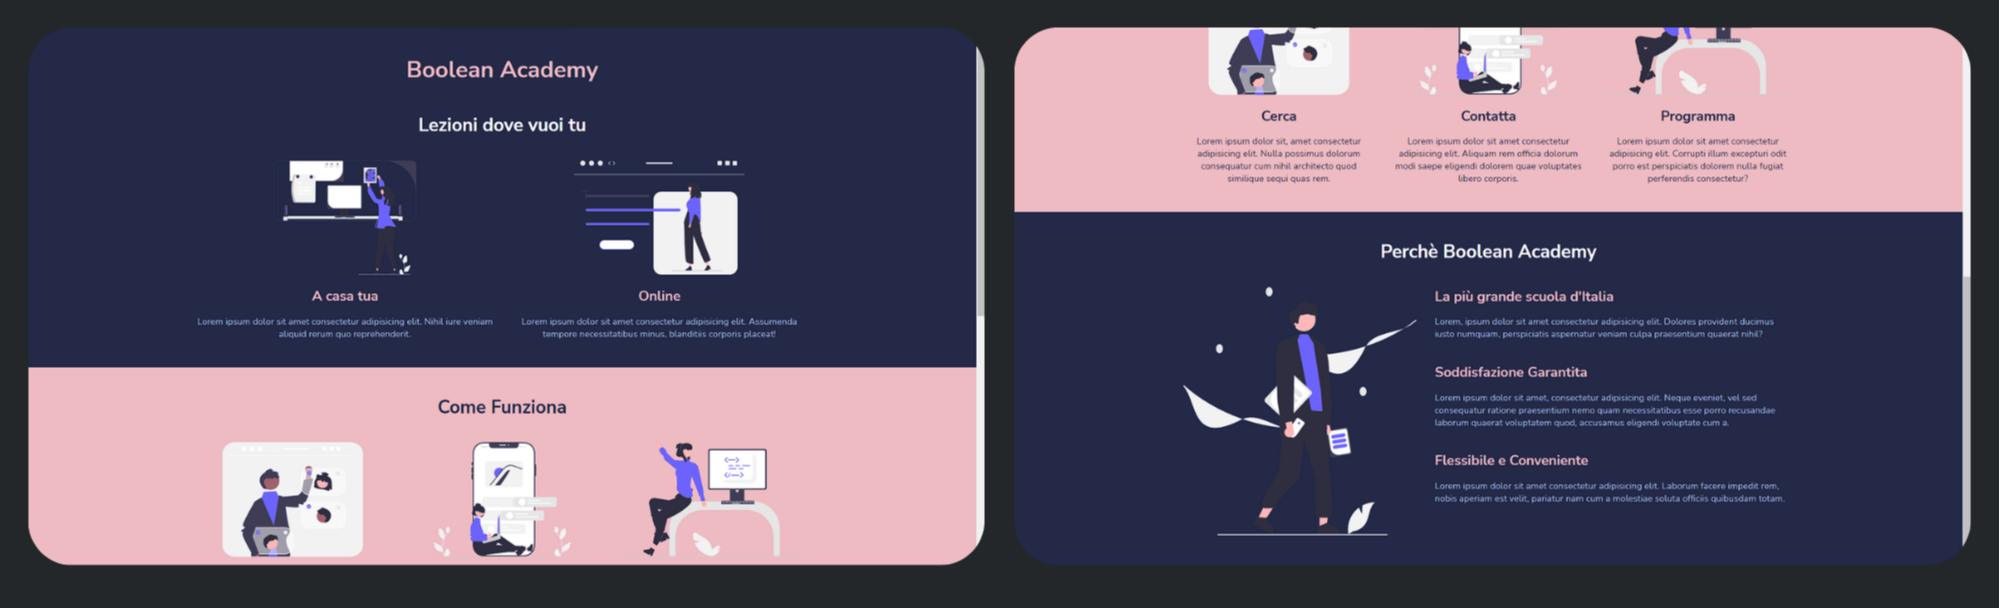 Boolean Academy
Lezioni dove vuoi tu
A casa tua
Lorem ipsum dolor sit amet consectetur adipisicing elit. Nihil iure veniam
aliquid rerum quo reprehenderit.
Online
Lorem ipsum dolor sit amet consectetur adipisicing elit. Assumenda
tempore necessitatibus minus, blanditiis corporis placeat!
Come Funziona
Cerca
Lorem ipsum dolor sit, amet consectetur
adipisicing elit. Nulla possimus dolorum
consequatur cum nihil architecto quod
similique sequi quas rem.
Contatta
Lorem ipsum dolor sit amet consectetur
adipisicing elit. Aliquam rem officia dolorum
modi saepe eligendi dolorem quae voluptates
libero corporis.
Programma
Lorem ipsum dolor sit amet consectetur
adipisicing elit. Corrupti illum excepturi odit
porro est perspiciatis dolorem nulla fugiat
perferendis consectetur?
Perchè Boolean Academy
La più grande scuola d'Italia
Lorem, ipsum dolor sit amet consectetur adipisicing elit. Dolores provident ducimus
iusto numquam, perspiciatis aspernatur veniam culpa praesentium quaerat nihil?
Soddisfazione Garantita
Lorem ipsum dolor sit amet, consectetur adipisicing elit. Neque eveniet, vel sed
consequatur ratione praesentium nemo quam necessitatibus esse porro recusandae
laborum quaerat voluptatem quod, accusamus eligendi voluptate cum a.
Flessibile e Conveniente
Lorem ipsum dolor sit amet consectetur adipisicing elit. Laborum facere impedit rem,
nobis aperiam est velit, pariatur nam cum a molestiae soluta officiis quibusdam totam.